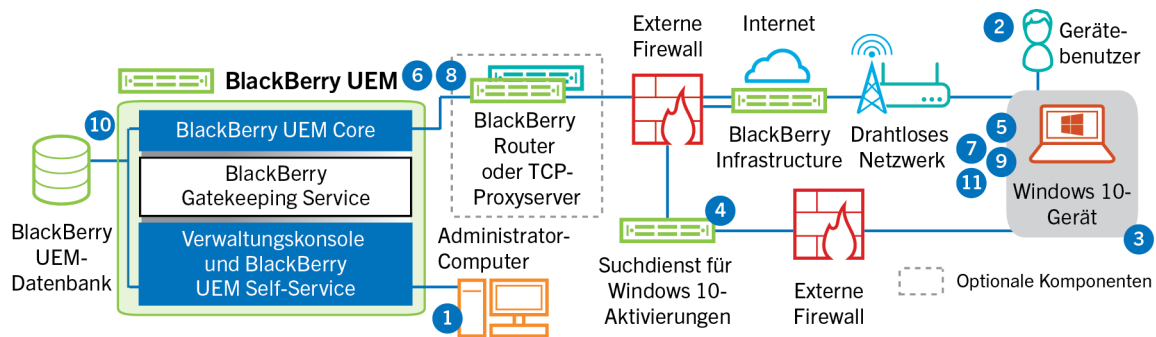 BlackBerry UEM
6
8
10
BlackBerry UEM Core
BlackBerry
Gatekeeping Service
Verwaltungskonsole
und BlackBerry
UEM Self-Service
BlackBerry
UEM-
Datenbank
BlackBerry
Router
oder TCP-
Proxyserver
Administrator-
Computer
1
Externe
Firewall
Internet
BlackBerry
Infrastructure
Drahtloses
Netzwerk
2
Geräte-
benutzer
5
7
9
11
Windows 10-
Gerät
3
4
Suchdienst für
Windows 10-
Aktivierungen
Externe
Firewall
Optionale Komponenten